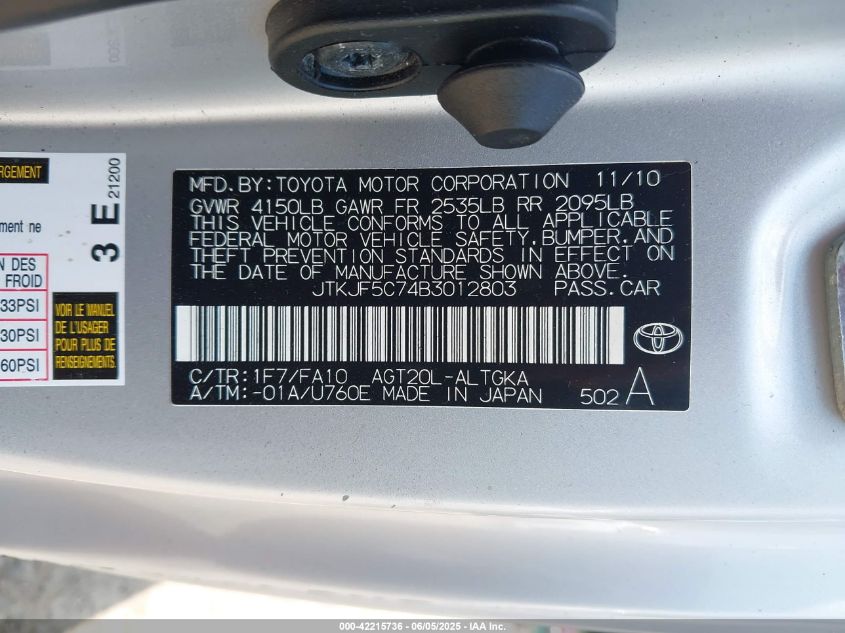 MFD. BY: TOYOTA MOTOR CORPORATION 11/10
GVWR 4150LB GAWR FR 2535LB RR 2095LB
THIS VEHICLE CONFORMS TO ALL APPLICABLE
FEDERAL MOTOR VEHICLE SAFETY, BUMPER, AND
THEFT PREVENTION STANDARDS IN EFFECT ON
THE DATE OF MANUFACTURE SHOWN ABOVE.
JTKJF5C74B3012803 PASS. CAR
C/TR: 1F7/FA10 AGT20L-ALTGKA
A/TM: -01A/U760E MADE IN JAPAN
502 A
RGEMENT
3 E 21200
ment ne
N DES
FROID
33PSI
30PSI
60PSI
VOIR LE MANUEL
DE L'USAGER
POUR PLUS DE
RENSEIGNEMENTS.
000-42215736 - 06/05/2025 - IAA Inc.